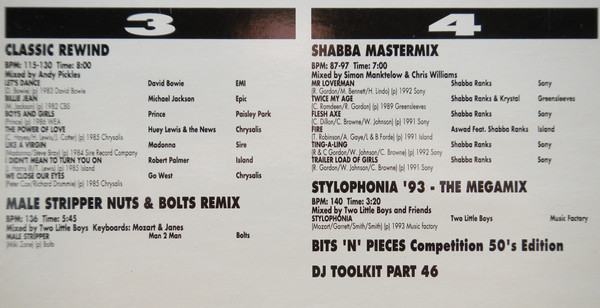 3
CLASSIC REWIND
BPM: 115-130 Time: 8:00
Mixed by Andy Pickles
LET'S DANCE David Bowie EMI
(D. Bowie) (p) 1983 David Bowie
BILLIE JEAN Michael Jackson Epic
(M. Jackson) (p) 1982 CBS
BOYS AND GIRLS Prince Paisley Park
(Prince) (p) 1986 WEA
THE POWER OF LOVE Huey Lewis & the News Chrysalis
(C. Hayes/H. Lewis/J. Colla) (p) 1985 Chrysalis
LIKE A VIRGIN Madonna Sire
(p) 1984 Sire Record Company
I DIDN'T MEAN TO TURN YOU ON Robert Palmer Island
(J. Harris III/T. Lewis) (p) 1985 Island
WE CLOSE OUR EYES Go West Chrysalis
(Peter Cox/Richard Drummie) (p) 1985 Chrysalis
MALE STRIPPER NUTS & BOLTS REMIX
BPM: 136 Time: 5:45
Mixed by Two Little Boys Keyboards: Mozart & Janes
MALE STRIPPER Man 2 Man Bolts
(Miki Zone) (p) Bolts
4
SHABBA MASTERMIX
BPM: 87-97 Time: 7:00
Mixed by Simon Manktelow & Chris Williams
MR LOVERMAN Shabba Ranks Sony
(R. Gordon/M. Bennett/H. Lindo) (p) 1992 Sony
TWICE MY AGE Shabba Ranks & Krystal Greensleeves
(C. Ramdeen/R. Gordon) (p) 1989 Greensleeves
FLESH AXE Shabba Ranks Sony
(C. Dillon/C. Browne/W. Johnson) (p) 1991 Sony
FIRE Aswad Feat. Shabba Ranks Island
(T. Robinson/A. Gaye/L & B Forde) (p) 1991 Island
TING-A-LING Shabba Ranks Sony
(R & C Gordon/W. Johnson/C. Browne) (p) 1992 Sony
TRAILER LOAD OF GIRLS Shabba Ranks Sony
(R. Gordon/W. Johnson/C. Browne) (p) 1991 Sony
STYLOPHONIA '93 - THE MEGAMIX
BPM: 140 Time: 3:20
Mixed by Two Little Boys and Friends
STYLOPHONIA Two Little Boys Music Factory
(Mozart/Garrett/Smith/Smith) (p) 1993 Music factory
BITS 'N' PIECES Competition 50's Edition
DJ TOOLKIT PART 46